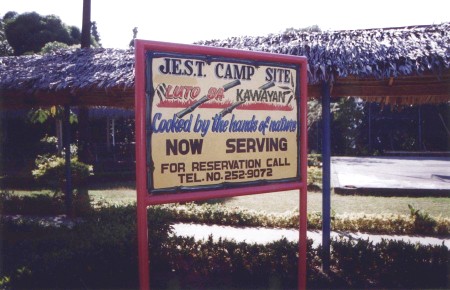 J.E.S.T. CAMP SITE
"LUTO SA KAWAYAN"
Cooked by the hands of nature
NOW SERVING
FOR RESERVATION CALL
TEL. NO. 252-9072